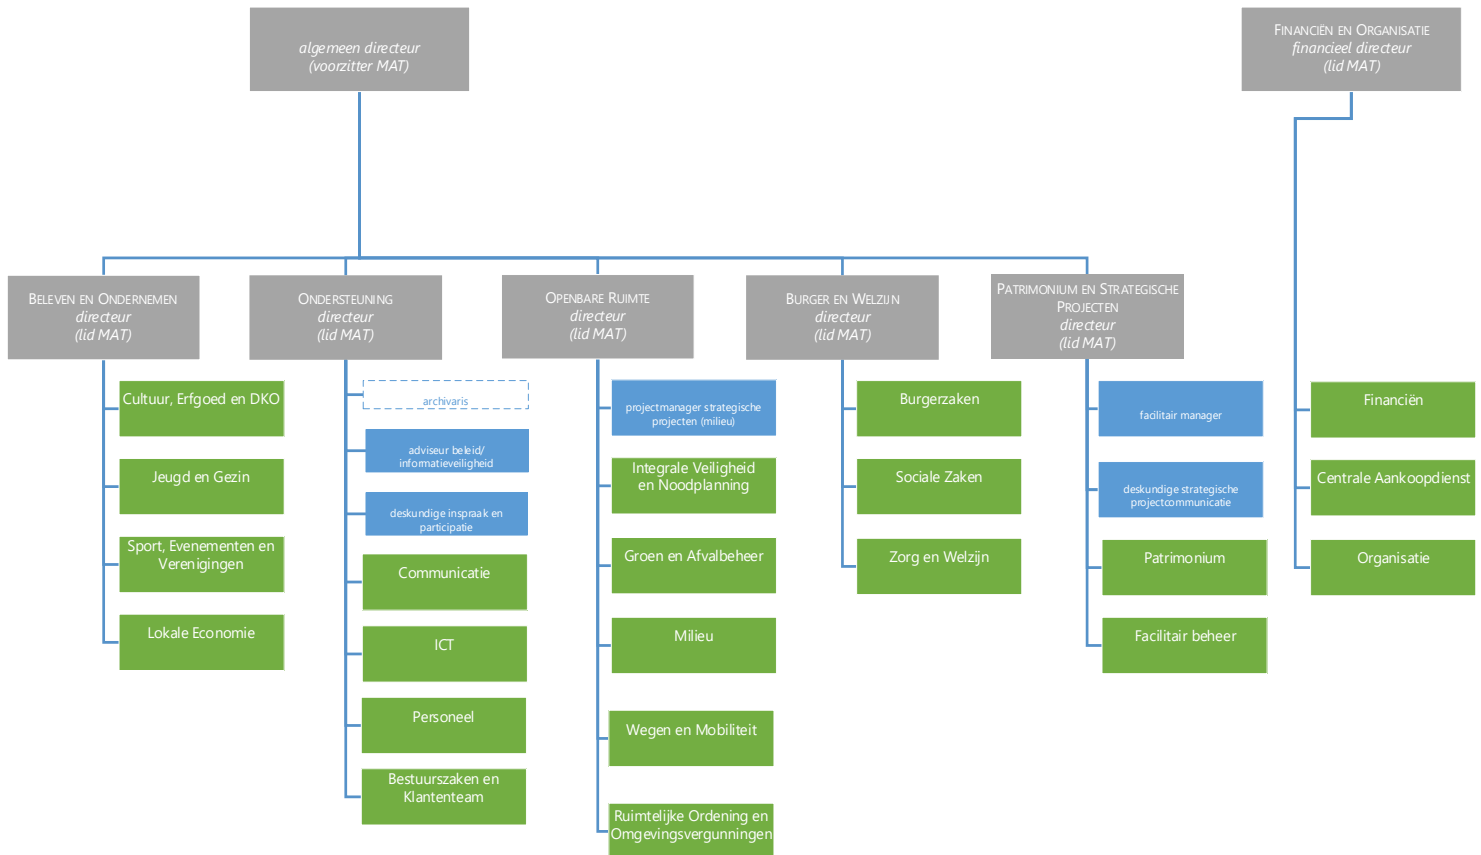 algemeen directeur
(voorzitter MAT)
FINANCIËN EN ORGANISATIE
financieel directeur
(lid MAT)
BELEVEN EN ONDERNEMEN
directeur
(lid MAT)
Cultuur, Erfgoed en DKO
Jeugd en Gezin
Sport, Evenementen en
Verenigingen
Lokale Economie
ONDERSTEUNING
directeur
(lid MAT)
archivaris
adviseur beleid/
informatieveiligheid
deskundige inspraak en
participatie
Communicatie
ICT
Personeel
Bestuurszaken en
Klantenteam
OPENBARE RUIMTE
directeur
(lid MAT)
projectmanager strategische
projecten (milieu)
Integrale Veiligheid
en Noodplanning
Groen en Afvalbeheer
Milieu
Wegen en Mobiliteit
Ruimtelijke Ordening en
Omgevingsvergunningen
BURGER EN WELZIJN
directeur
(lid MAT)
Burgerzaken
Sociale Zaken
Zorg en Welzijn
PATRIMONIUM EN STRATEGISCHE
PROJECTEN
directeur
(lid MAT)
facilitair manager
deskundige strategische
projectcommunicatie
Patrimonium
Facilitair beheer
Financiën
Centrale Aankoopdienst
Organisatie